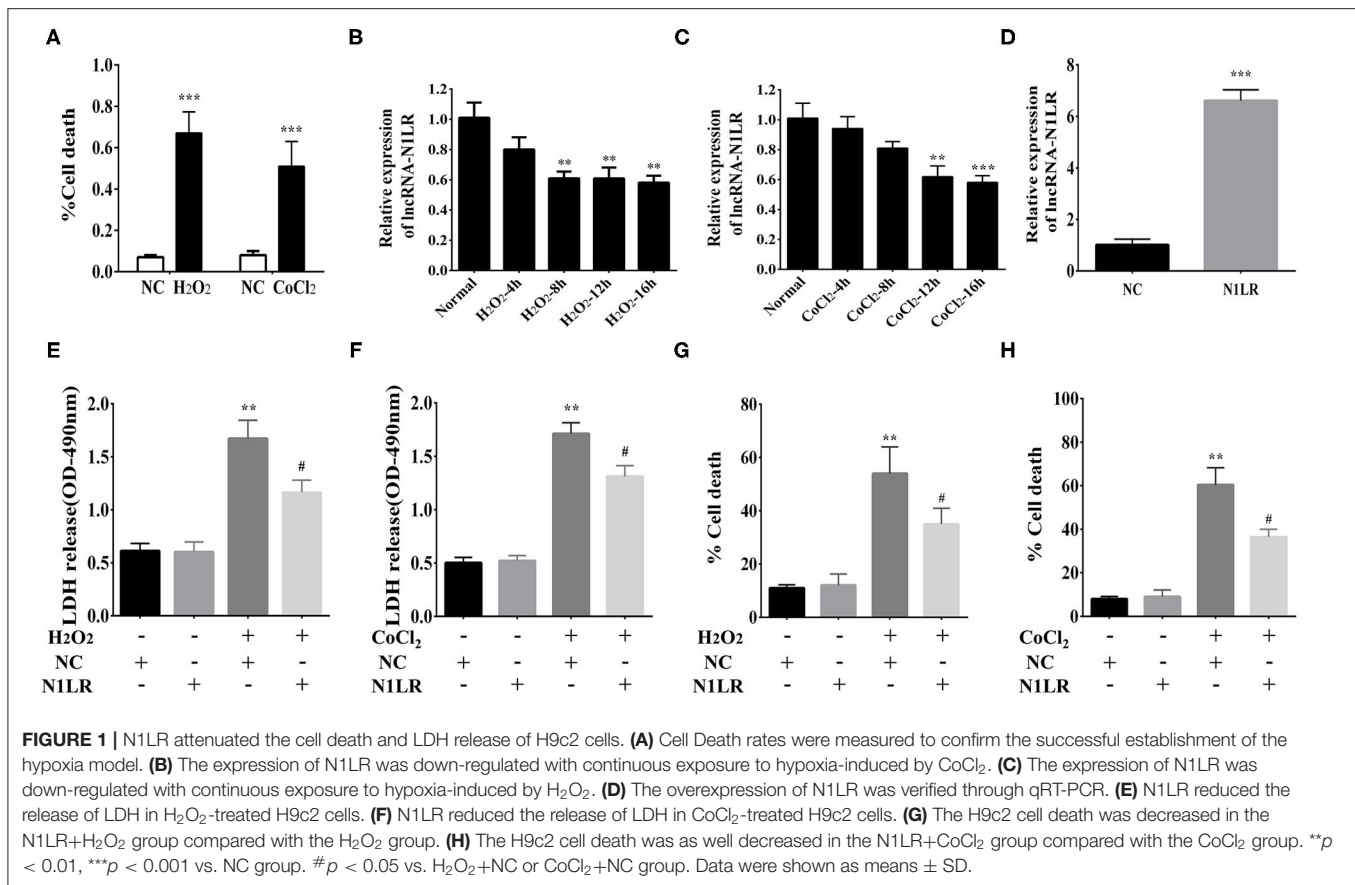 A
%Cell death
1.0
0.8
0.6
0.4
0.2
0.0
***
***
NC H₂O₂ NC CoCl₂
B
Relative expression
of lncRNA-N1LR
1.2
1.0
0.8
0.6
0.4
0.2
0.0
** ** **
Normal
H₂O₂-4h
H₂O₂-8h
H₂O₂-12h
H₂O₂-16h
C
Relative expression
of lncRNA-N1LR
1.2
1.0
0.8
0.6
0.4
0.2
0.0
** ***
Normal
CoCl₂-4h
CoCl₂-8h
CoCl₂-12h
CoCl₂-16h
D
Relative expression
of lncRNA-N1LR
8
6
4
2
0
***
NC N1LR
E
LDH release(OD-490nm)
2.0
1.5
1.0
0.5
0.0
**
#
H₂O₂ - - + +
NC + - + -
N1LR - + - +
F
LDH release(OD-490nm)
2.0
1.5
1.0
0.5
0.0
**
#
CoCl₂ - - + +
NC + - + -
N1LR - + - +
G
% Cell death
80
60
40
20
0
**
#
H₂O₂ - - + +
NC + - + -
N1LR - + - +
H
% Cell death
100
80
60
40
20
0
**
#
CoCl₂ - - + +
NC + - + -
N1LR - + - +
FIGURE 1 | N1LR attenuated the cell death and LDH release of H9c2 cells. (A) Cell Death rates were measured to confirm the successful establishment of the
hypoxia model. (B) The expression of N1LR was down-regulated with continuous exposure to hypoxia-induced by CoCl₂. (C) The expression of N1LR was
down-regulated with continuous exposure to hypoxia-induced by H₂O₂. (D) The overexpression of N1LR was verified through qRT-PCR. (E) N1LR reduced the
release of LDH in H₂O₂-treated H9c2 cells. (F) N1LR reduced the release of LDH in CoCl₂-treated H9c2 cells. (G) The H9c2 cell death was decreased in the
N1LR+H₂O₂ group compared with the H₂O₂ group. (H) The H9c2 cell death was as well decreased in the N1LR+CoCl₂ group compared with the CoCl₂ group. **p
< 0.01, ***p < 0.001 vs. NC group. #p < 0.05 vs. H₂O₂+NC or CoCl₂+NC group. Data were shown as means ± SD.